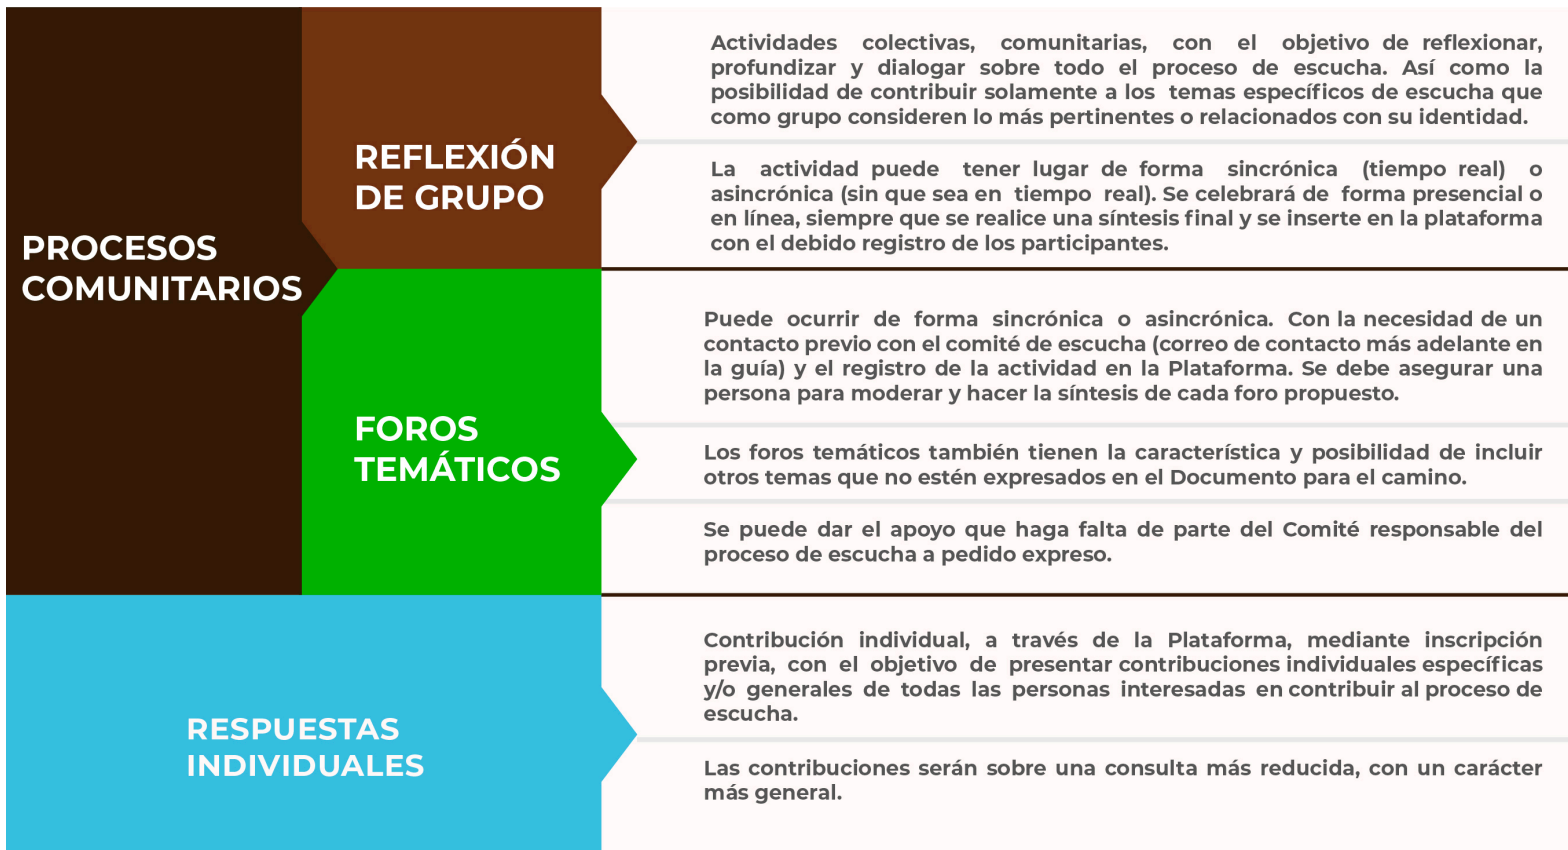 PROCESOS
COMUNITARIOS
REFLEXIÓN
DE GRUPO
Actividades colectivas, comunitarias, con el objetivo de reflexionar,
profundizar y dialogar sobre todo el proceso de escucha. Así como la
posibilidad de contribuir solamente a los temas específicos de escucha que
como grupo consideren lo más pertinentes o relacionados con su identidad.
La actividad puede tener lugar de forma sincrónica (tiempo real) o
asincrónica (sin que sea en tiempo real). Se celebrará de forma presencial o
en línea, siempre que se realice una síntesis final y se inserte en la plataforma
con el debido registro de los participantes.
FOROS
TEMÁTICOS
Puede ocurrir de forma sincrónica o asincrónica. Con la necesidad de un
contacto previo con el comité de escucha (correo de contacto más adelante en
la guía) y el registro de la actividad en la Plataforma. Se debe asegurar una
persona para moderar y hacer la síntesis de cada foro propuesto.
Los foros temáticos también tienen la característica y posibilidad de incluir
otros temas que no estén expresados en el Documento para el camino.
Se puede dar el apoyo que haga falta de parte del Comité responsable del
proceso de escucha a pedido expreso.
RESPUESTAS
INDIVIDUALES
Contribución individual, a través de la Plataforma, mediante inscripción
previa, con el objetivo de presentar contribuciones individuales específicas
y/o generales de todas las personas interesadas en contribuir al proceso de
escucha.
Las contribuciones serán sobre una consulta más reducida, con un carácter
más general.